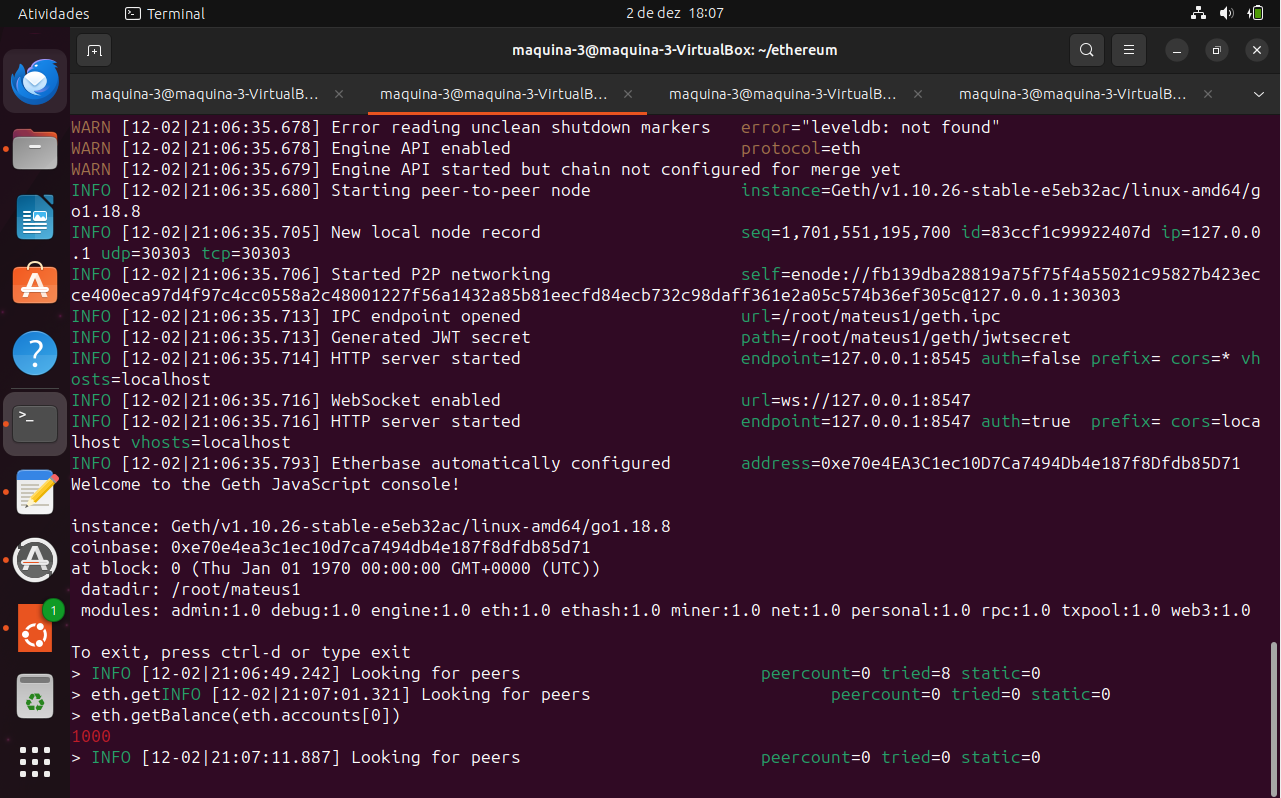 Atividades Terminal 2 de dez 18:07
maquina-3@maquina-3-VirtualBox: ~/ethereum
maquina-3@maquina-3-VirtualB... maquina-3@maquina-3-VirtualB... maquina-3@maquina-3-VirtualB... maquina-3@maquina-3-VirtualB...
WARN [12-02|21:06:35.678] Error reading unclean shutdown markers error="leveldb: not found"
WARN [12-02|21:06:35.678] Engine API enabled protocol=eth
WARN [12-02|21:06:35.679] Engine API started but chain not configured for merge yet
INFO [12-02|21:06:35.680] Starting peer-to-peer node instance=Geth/v1.10.26-stable-e5eb32ac/linux-amd64/g
o1.18.8
INFO [12-02|21:06:35.705] New local node record seq=1,701,551,195,700 id=83ccf1c99922407d ip=127.0.0
.1 udp=30303 tcp=30303
INFO [12-02|21:06:35.706] Started P2P networking self=enode://fb139dba28819a75f75f4a55021c95827b423ec
ce400eca97d4f97c4cc0558a2c48001227f56a1432a85b81eecfd84ecb732c98daff361e2a05c574b36ef305c@127.0.0.1:30303
INFO [12-02|21:06:35.713] IPC endpoint opened url=/root/mateus1/geth.ipc
INFO [12-02|21:06:35.713] Generated JWT secret path=/root/mateus1/geth/jwtsecret
INFO [12-02|21:06:35.714] HTTP server started endpoint=127.0.0.1:8545 auth=false prefix= cors=* vh
osts=localhost
INFO [12-02|21:06:35.716] WebSocket enabled url=ws://127.0.0.1:8547
INFO [12-02|21:06:35.716] HTTP server started endpoint=127.0.0.1:8547 auth=true prefix= cors=loca
lhost vhosts=localhost
INFO [12-02|21:06:35.793] Etherbase automatically configured address=0xe70e4EA3C1ec10D7Ca7494Db4e187f8Dfdb85D71
Welcome to the Geth JavaScript console!
instance: Geth/v1.10.26-stable-e5eb32ac/linux-amd64/go1.18.8
coinbase: 0xe70e4ea3c1ec10d7ca7494db4e187f8dfdb85d71
at block: 0 (Thu Jan 01 1970 00:00:00 GMT+0000 (UTC))
datadir: /root/mateus1
modules: admin:1.0 debug:1.0 engine:1.0 eth:1.0 ethash:1.0 miner:1.0 net:1.0 personal:1.0 rpc:1.0 txpool:1.0 web3:1.0
To exit, press ctrl-d or type exit
> INFO [12-02|21:06:49.242] Looking for peers peercount=0 tried=8 static=0
> eth.getINFO [12-02|21:07:01.321] Looking for peers peercount=0 tried=0 static=0
> eth.getBalance(eth.accounts[0])
1000
> INFO [12-02|21:07:11.887] Looking for peers peercount=0 tried=0 static=0
1